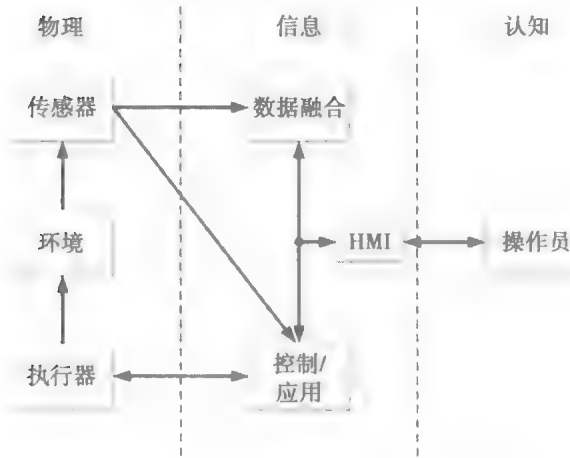 物理
信息
认知
传感器
数据融合
环境
HMI
操作员
执行器
控制/
应用